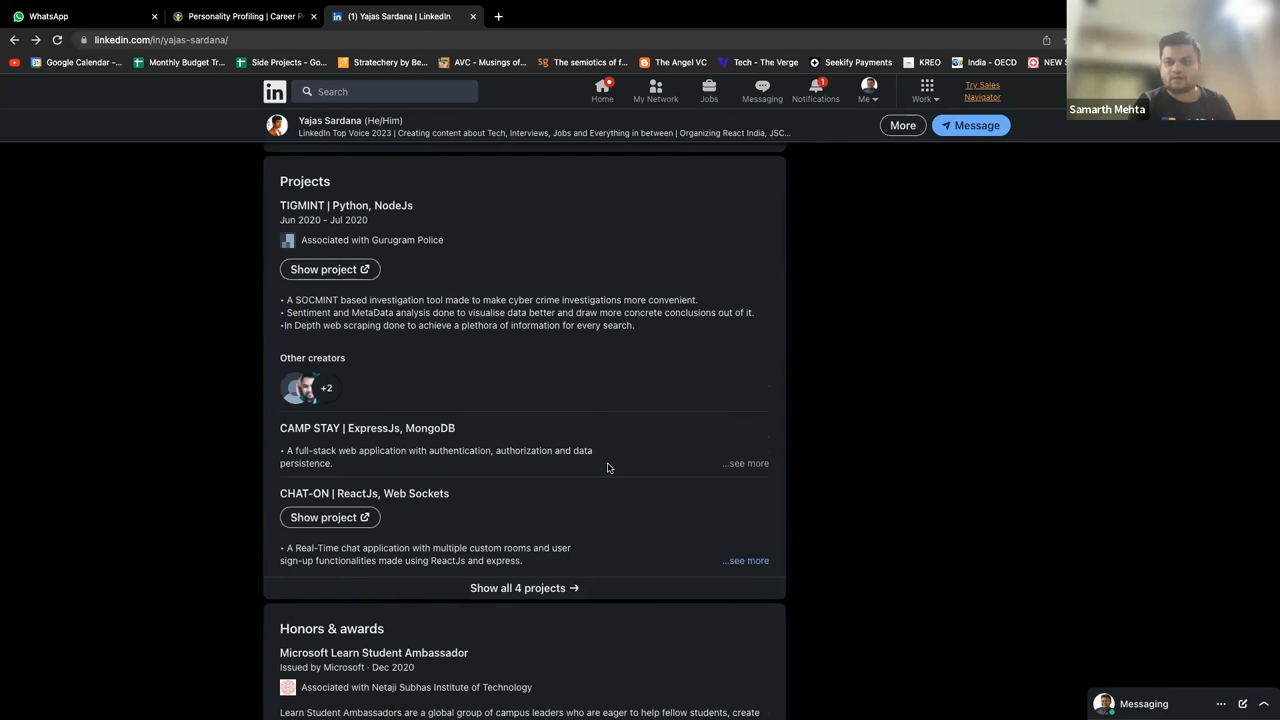 WhatsApp
Personality Profiling | Career P
(1) Yajas Sardana | LinkedIn
linkedin.com/in/yajas-sardana/
Google Calendar -...
Monthly Budget Tr...
Side Projects - Go...
Stratechery by Be...
AVC - Musings of...
The semiotics of f...
The Angel VC
Tech - The Verge
Seekify Payments
KREO
India - OECD
NEW S
Samarth Mehta
in
Search
Home
My Network
Jobs
Messaging
1
Notifications
Me
Work
Try Sales
Navigator
Yajas Sardana (He/Him)
LinkedIn Top Voice 2023 | Creating content about Tech, Interviews, Jobs and Everything in between | Organizing React India, JSC...
More
Message
Projects
TIGMINT | Python, NodeJs
Jun 2020 - Jul 2020
Associated with Gurugram Police
Show project
• A SOCMINT based investigation tool made to make cyber crime investigations more convenient.
• Sentiment and MetaData analysis done to visualise data better and draw more concrete conclusions out of it.
•In Depth web scraping done to achieve a plethora of information for every search.
Other creators
+2
CAMP STAY | ExpressJs, MongoDB
• A full-stack web application with authentication, authorization and data
persistence.
...see more
CHAT-ON | ReactJs, Web Sockets
Show project
• A Real-Time chat application with multiple custom rooms and user
sign-up functionalities made using ReactJs and express.
...see more
Show all 4 projects →
Honors & awards
Microsoft Learn Student Ambassador
Issued by Microsoft · Dec 2020
Associated with Netaji Subhas Institute of Technology
Learn Student Ambassadors are a global group of campus leaders who are eager to help fellow students, create
Messaging